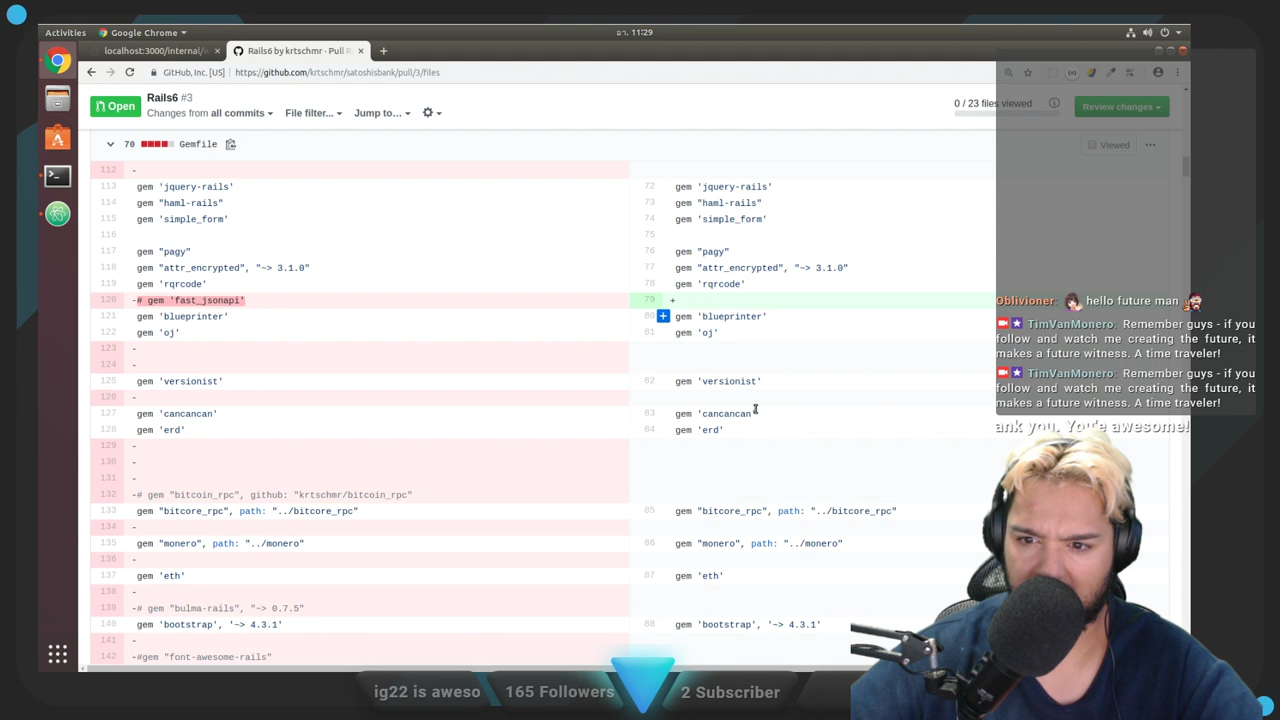 Activities
Google Chrome
อา. 11:29
localhost:3000/internal/
Rails6 by krtschmr · Pull R
GitHub, Inc. [US]
https://github.com/krtschmr/satoshisbank/pull/3/files
Open
Rails6 #3
Changes from all commits
File filter...
Jump to...
0 / 23 files viewed
Review changes
70
Gemfile
Viewed
112 -
113 gem 'jquery-rails' 72 gem 'jquery-rails'
114 gem "haml-rails" 73 gem "haml-rails"
115 gem 'simple_form' 74 gem 'simple_form'
116 75
117 gem "pagy" 76 gem "pagy"
118 gem "attr_encrypted", "~> 3.1.0" 77 gem "attr_encrypted", "~> 3.1.0"
119 gem 'rqrcode' 78 gem 'rqrcode'
120 -# gem 'fast_jsonapi' 79 +
121 gem 'blueprinter' 80 + gem 'blueprinter'
122 gem 'oj' 81 gem 'oj'
123 -
124 -
125 gem 'versionist' 82 gem 'versionist'
126 -
127 gem 'cancancan' 83 gem 'cancancan'
128 gem 'erd' 84 gem 'erd'
129 -
130 -
131 -
132 -# gem "bitcoin_rpc", github: "krtschmr/bitcoin_rpc"
133 gem "bitcore_rpc", path: "../bitcore_rpc" 85 gem "bitcore_rpc", path: "../bitcore_rpc"
134 -
135 gem "monero", path: "../monero" 86 gem "monero", path: "../monero"
136 -
137 gem 'eth' 87 gem 'eth'
138 -
139 -# gem "bulma-rails", "~> 0.7.5"
140 gem 'bootstrap', '~> 4.3.1' 88 gem 'bootstrap', '~> 4.3.1'
141 -
142 -#gem "font-awesome-rails"
Oblivioner: hello future man
TimVanMonero: Remember guys - if you
follow and watch me creating the future, it
makes a future witness. A time traveler!
TimVanMonero: Remember guys - if you
follow and watch me creating the future, it
makes a future witness. A time traveler!
ank you. You're awesome!
ig22 is aweso
165 Followers
2 Subscriber